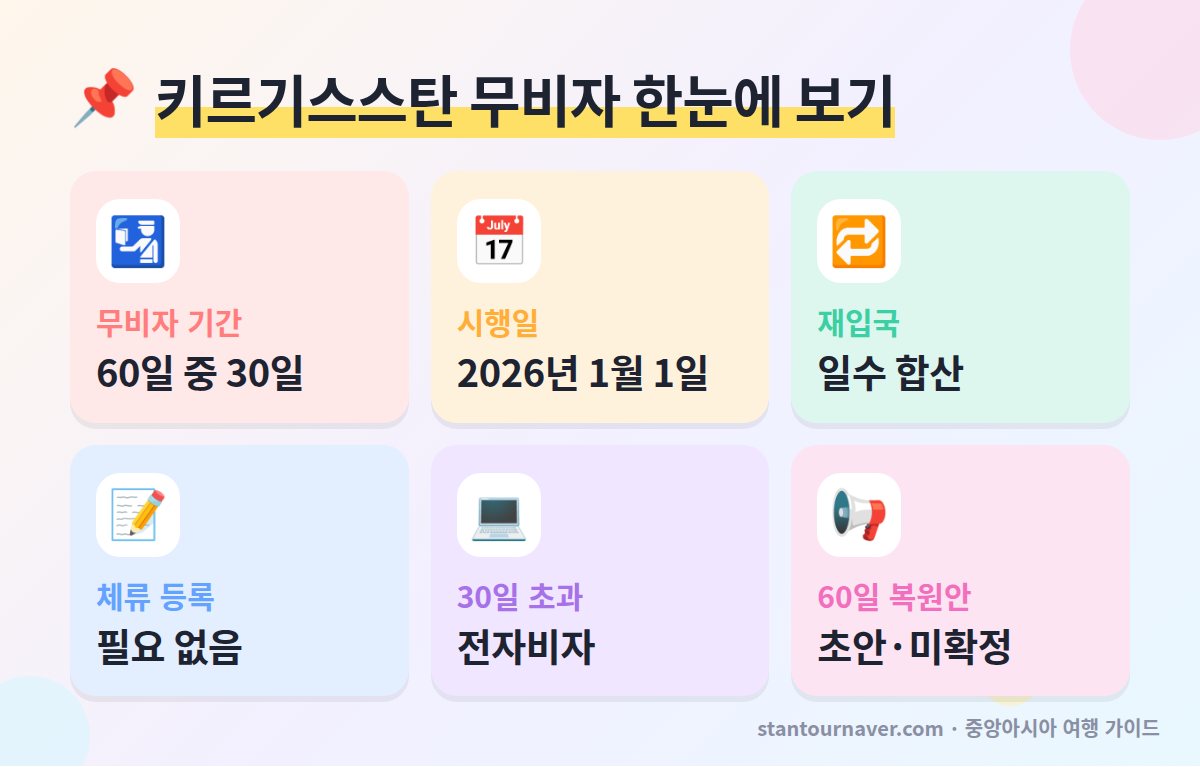 키르기스스탄 무비자 한눈에 보기
July
17
무비자 기간
60일 중 30일
시행일
2026년 1월 1일
재입국
일수 합산
체류 등록
필요 없음
30일 초과
전자비자
60일 복원안
초안·미확정
stantournaver.com · 중앙아시아 여행 가이드